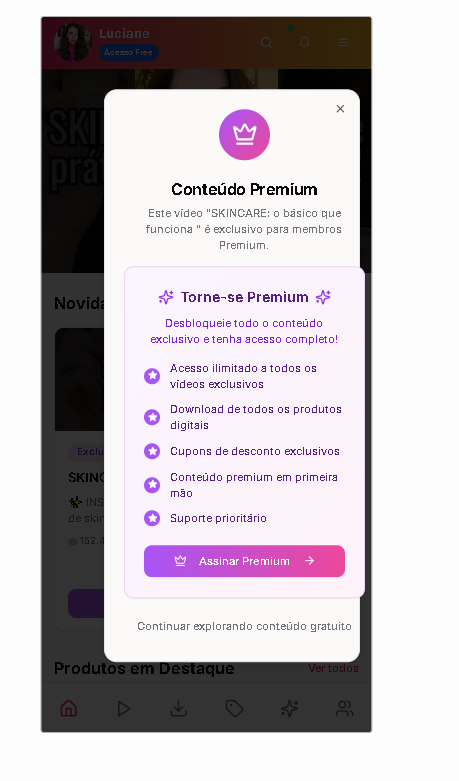 Luciane
Acesso Free
SKI
e
prát
Conteúdo Premium
Este vídeo "SKINCARE: o básico que
funciona " é exclusivo para membros
Premium.
Torne-se Premium
Desbloqueie todo o conteúdo
exclusivo e tenha acesso completo!
Acesso ilimitado a todos os
vídeos exclusivos
Download de todos os produtos
digitais
Cupons de desconto exclusivos
Conteúdo premium em primeira
mão
Suporte prioritário
Assinar Premium
Continuar explorando conteúdo gratuito
Novida
Exclu
SKINC
INS
de skin
152.4
Produtos em Destaque
Ver todos